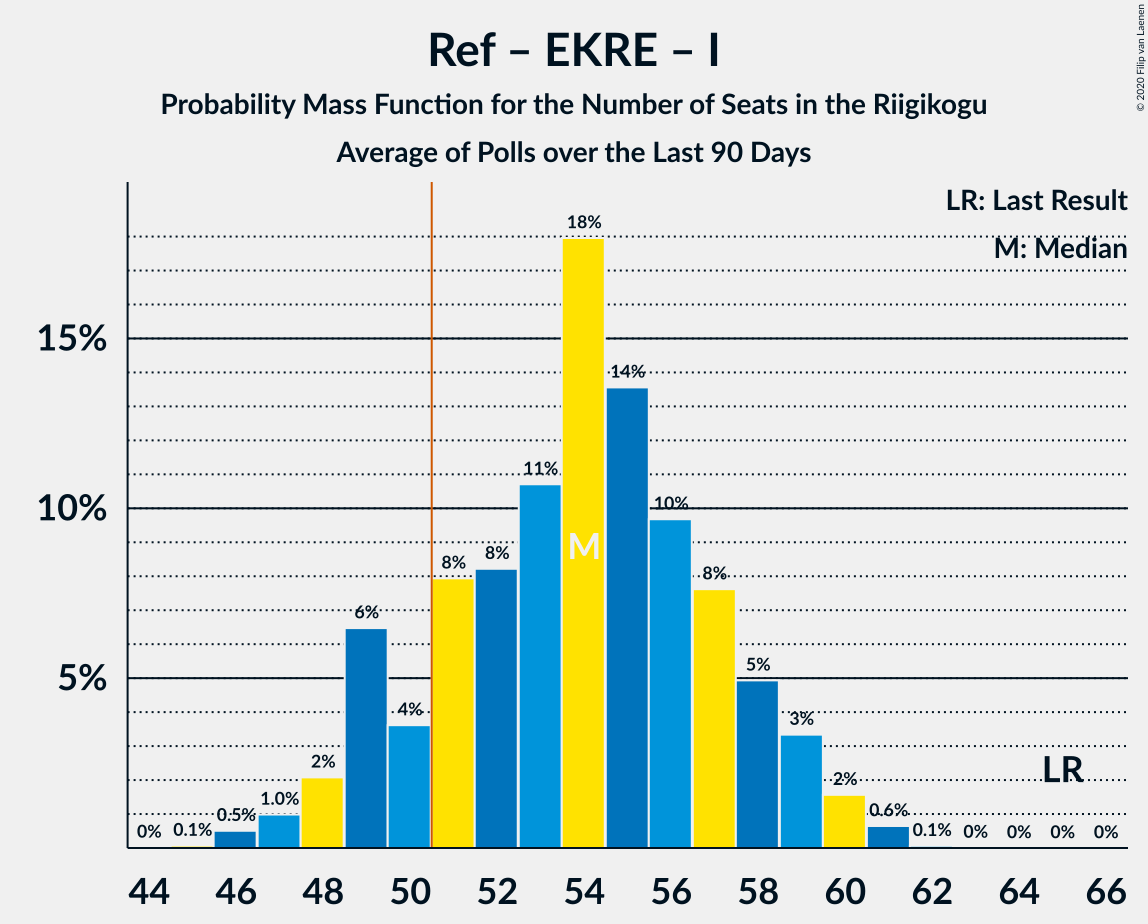 Ref – EKRE – I
Probability Mass Function for the Number of Seats in the Riigikogu
Average of Polls over the Last 90 Days
© 2020 Filip van Laenen
LR: Last Result
M: Median
18%
15%
14%
11%
10%
10%
M
8%
8%
8%
6%
5%
5%
4%
3%
2%
LR
2%
1.0%
0.5%
0.6%
0% 0.1% 0.1% 0% 0% 0% 0%
44 46 48 50 52 54 56 58 60 62 64 66